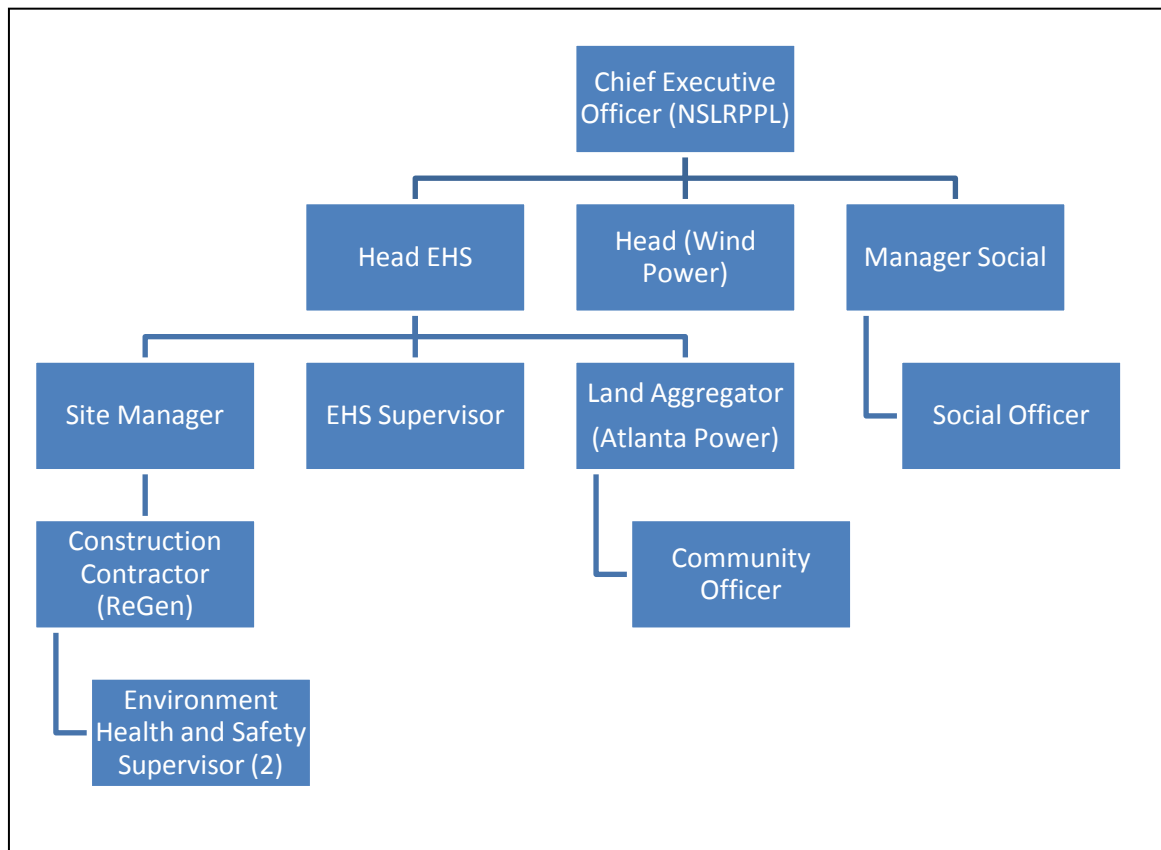 Chief Executive
Officer (NSLRPPL)
Head EHS
Head (Wind
Power)
Manager Social
Site Manager
EHS Supervisor
Land Aggregator
(Atlanta Power)
Social Officer
Construction
Contractor
(ReGen)
Community
Officer
Environment
Health and Safety
Supervisor (2)